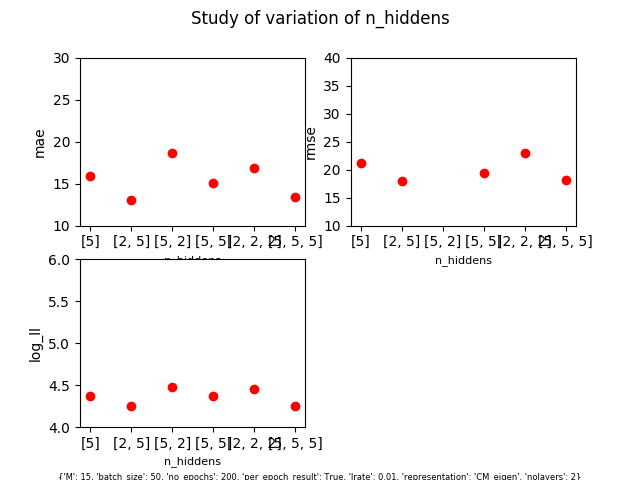 Study of variation of n_hiddens
30
25
20
15
10
mae
[5] [2, 5] [5, 2] [5, 5] [2, 2, 2] [5, 5, 5]
n_hiddens
40
35
30
25
20
15
10
rmse
[5] [2, 5] [5, 2] [5, 5] [2, 2, 2] [5, 5, 5]
n_hiddens
6.0
5.5
5.0
4.5
4.0
log_ll
[5] [2, 5] [5, 2] [5, 5] [2, 2, 2] [5, 5, 5]
n_hiddens
{'M': 15, 'batch_size': 50, 'no_epochs': 200, 'per_epoch_result': True, 'lrate': 0.01, 'representation': 'CM_eigen', 'nolayers': 2}